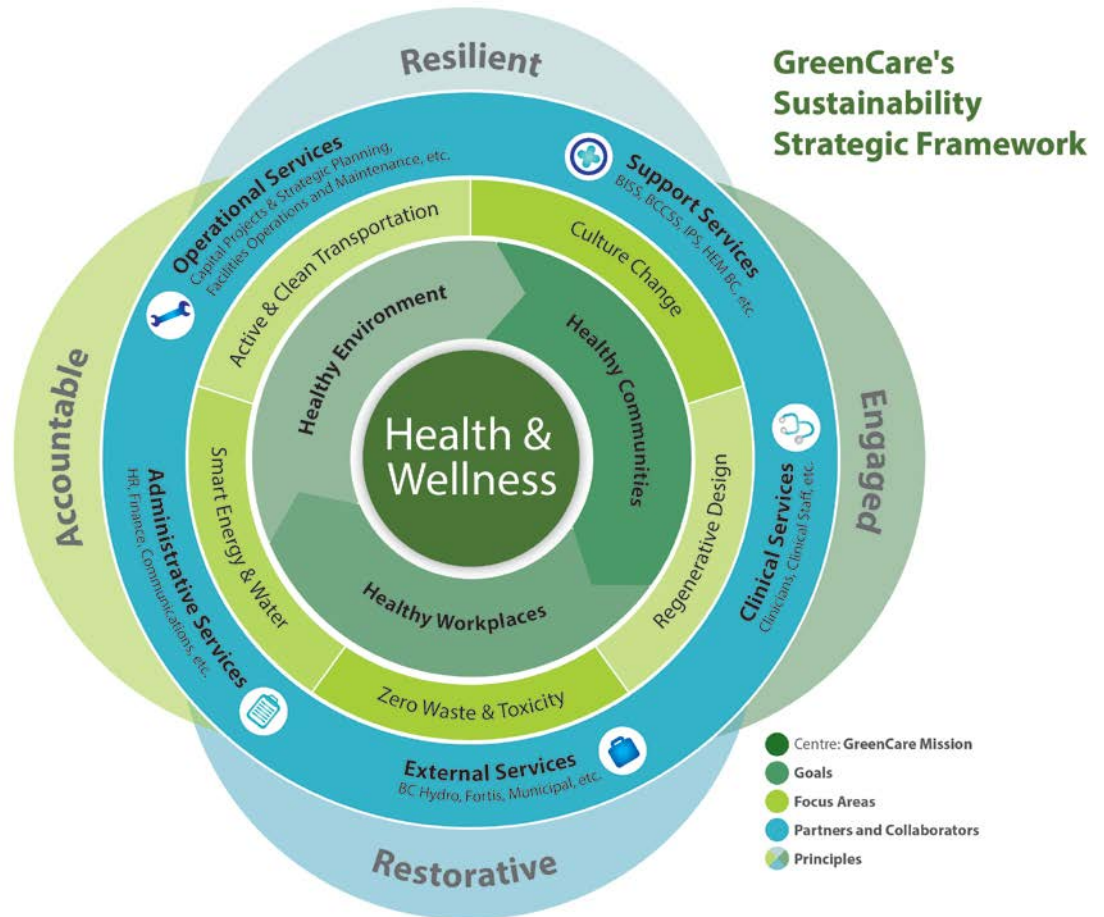 GreenCare's
Sustainability
Strategic Framework
Resilient
Engaged
Restorative
Accountable
Operational Services
Capital Projects & Strategic Planning,
Facilities Operations and Maintenance, etc.
Support Services
BISS, BCCSS, IPS, HEM BC, etc.
Clinical Services
Clinicians, Clinical Staff, etc.
External Services
BC Hydro, Fortis, Municipal, etc.
Administrative Services
HR, Finance, Communications, etc.
Active & Clean Transportation
Culture Change
Regenerative Design
Zero Waste & Toxicity
Smart Energy & Water
Healthy Environment
Healthy Communities
Healthy Workplaces
Health &
Wellness
Centre: GreenCare Mission
Goals
Focus Areas
Partners and Collaborators
Principles